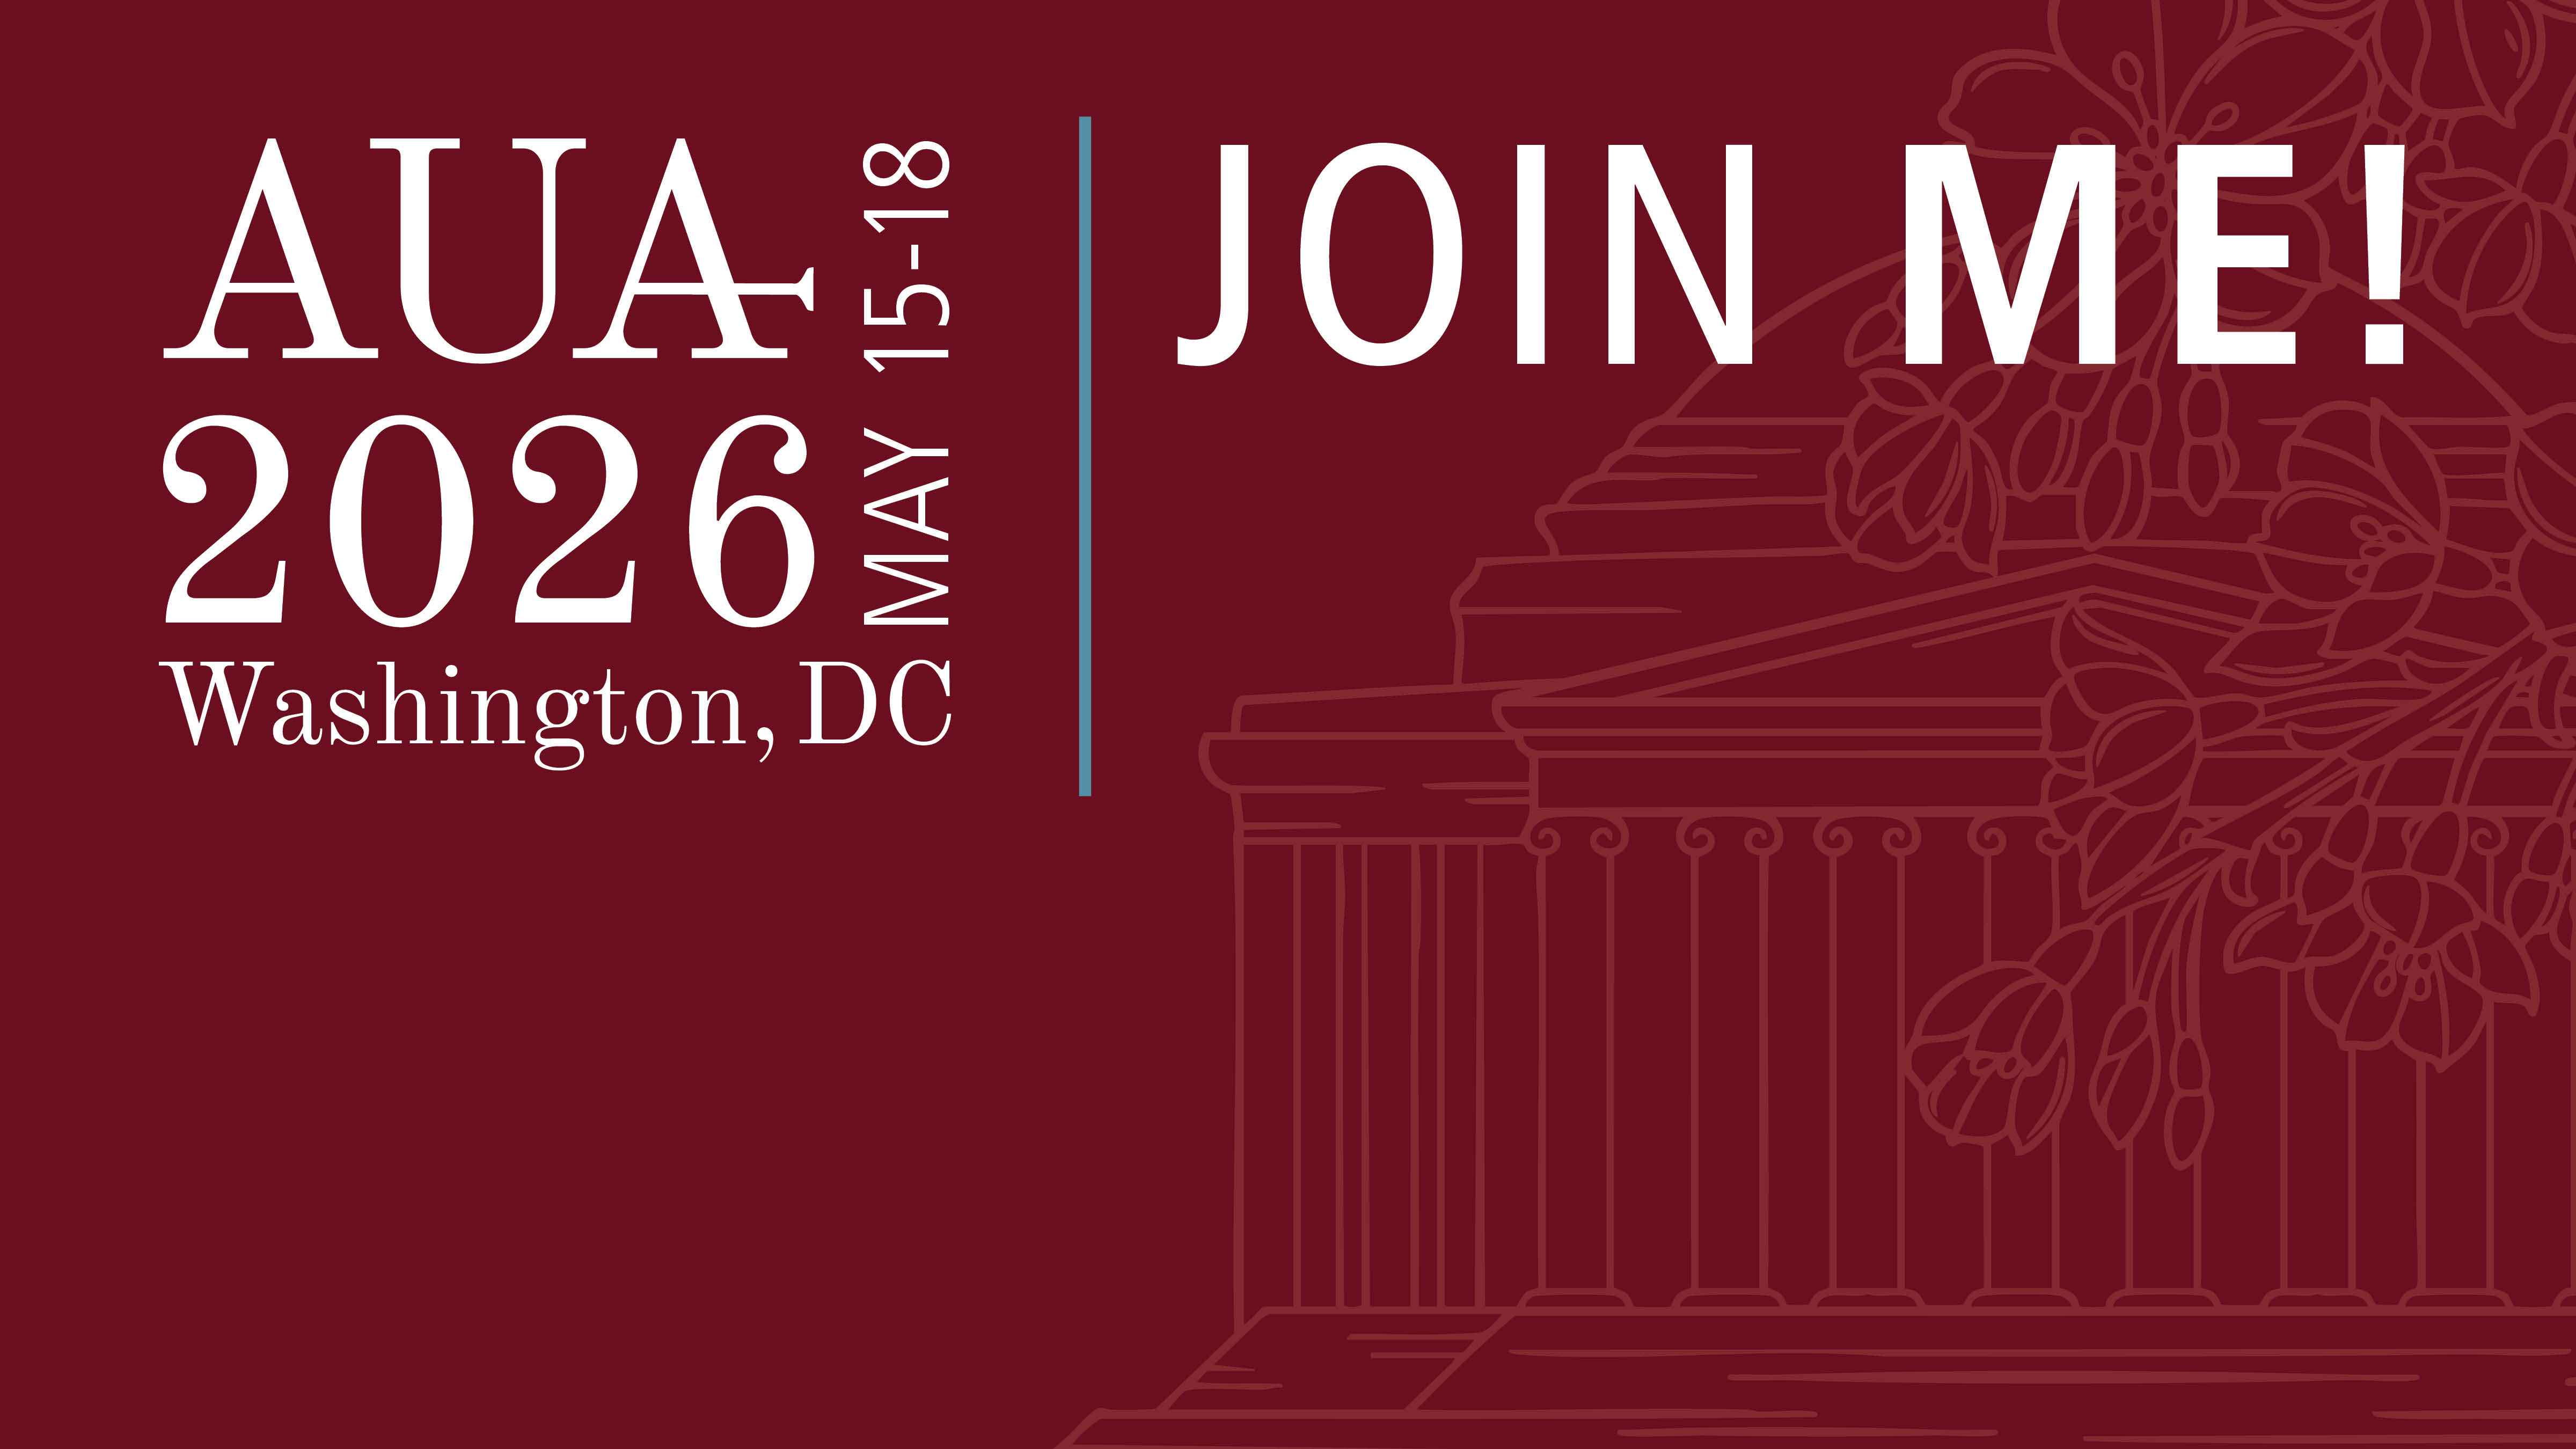 AUA
2026
MAY 15-18
Washington, DC
JOIN ME!